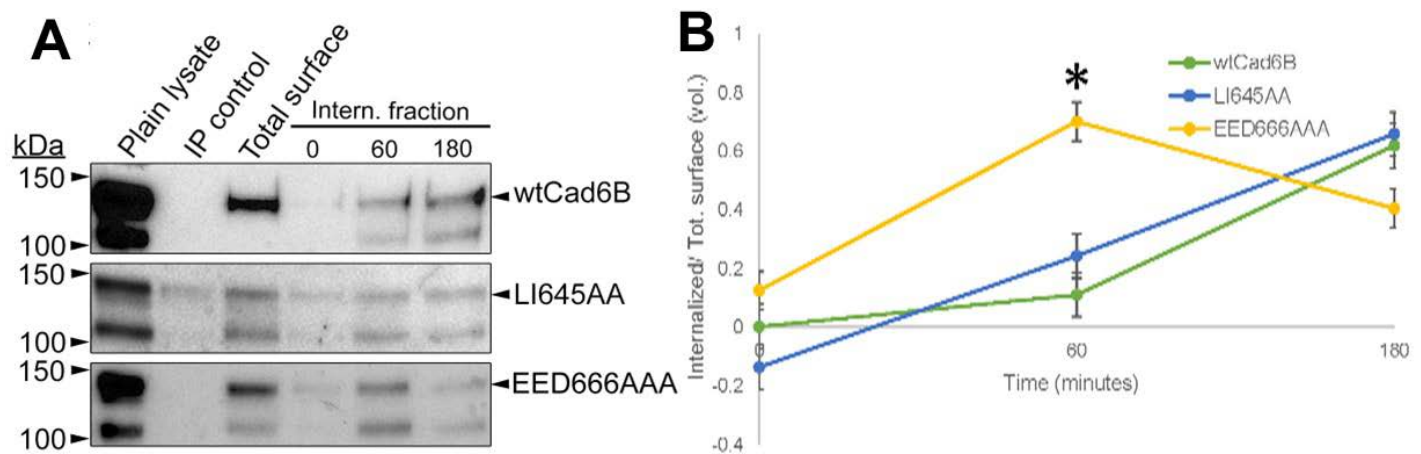 A
Plain lysate
IP control
Total surface
Intern. fraction
kDa
0 60 180
150
wtCad6B
100
150
LI645AA
100
150
EED666AAA
100
B
Internalized/ Tot. surface (vol.)
1
0.8
0.6
0.4
0.2
0
-0.2
-0.4
*
wtCad6B
LI645AA
EED666AAA
0 60 180
Time (minutes)